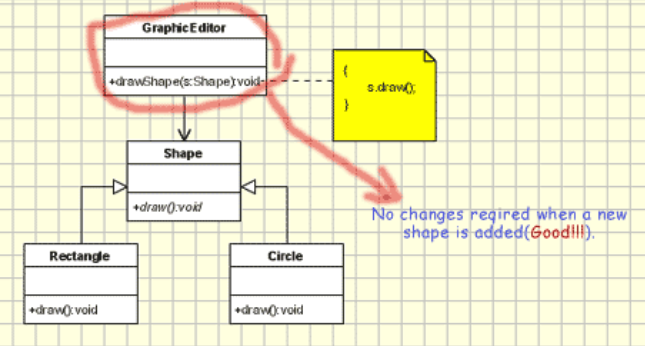 GraphicEditor
+drawShape(s:Shape):void
{
s.draw();
}
Shape
+draw():void
No changes reqired when a new
shape is added(Good!!!).
Rectangle
+draw():void
Circle
+draw():void